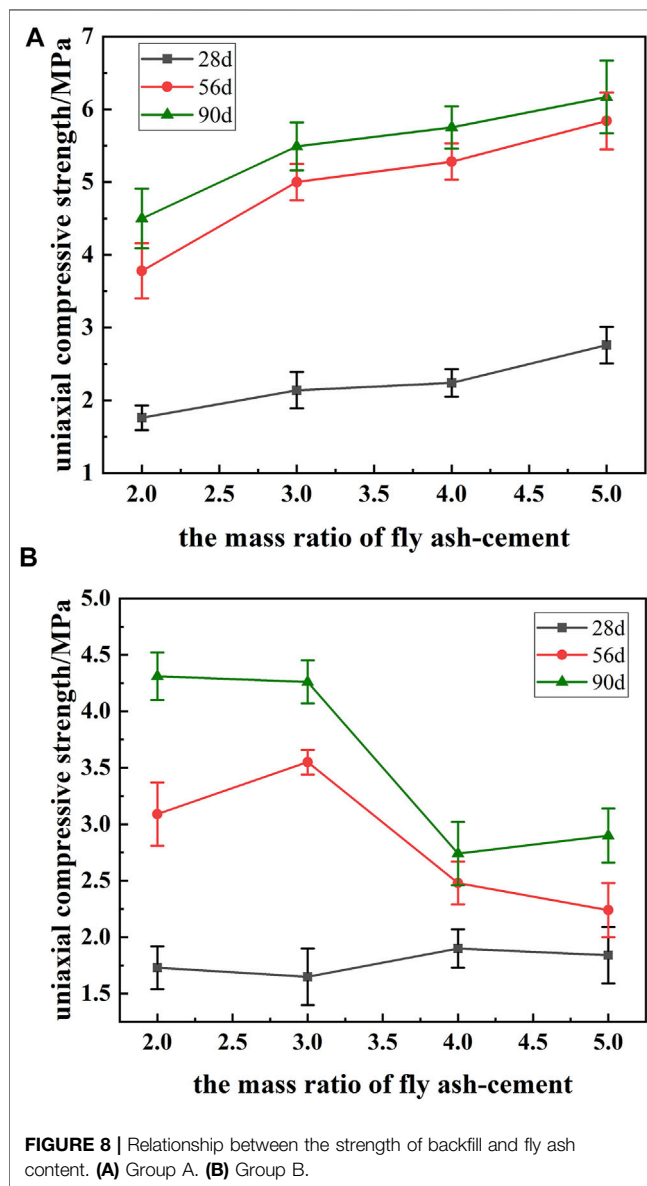 A
7
6
5
4
3
2
1
uniaxial compressive strength/MPa
28d
56d
90d
2.0 2.5 3.0 3.5 4.0 4.5 5.0
the mass ratio of fly ash-cement
B
5.0
4.5
4.0
3.5
3.0
2.5
2.0
1.5
uniaxial compressive strength/MPa
28d
56d
90d
2.0 2.5 3.0 3.5 4.0 4.5 5.0
the mass ratio of fly ash-cement
FIGURE 8 | Relationship between the strength of backfill and fly ash
content. (A) Group A. (B) Group B.